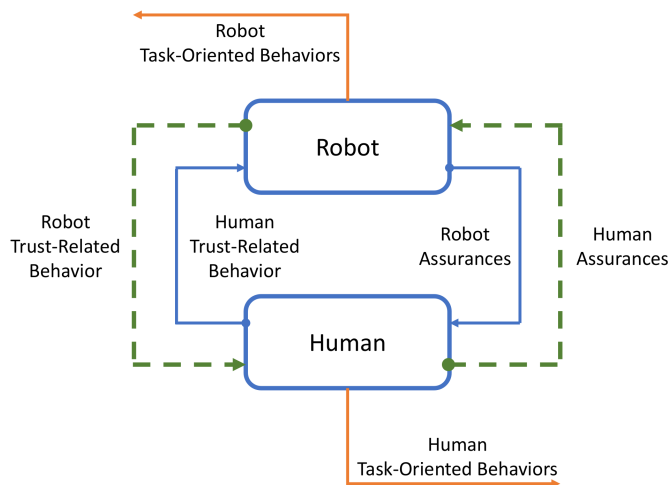 Robot
Task-Oriented Behaviors
Robot
Robot
Trust-Related
Behavior
Human
Trust-Related
Behavior
Robot
Assurances
Human
Assurances
Human
Human
Task-Oriented Behaviors